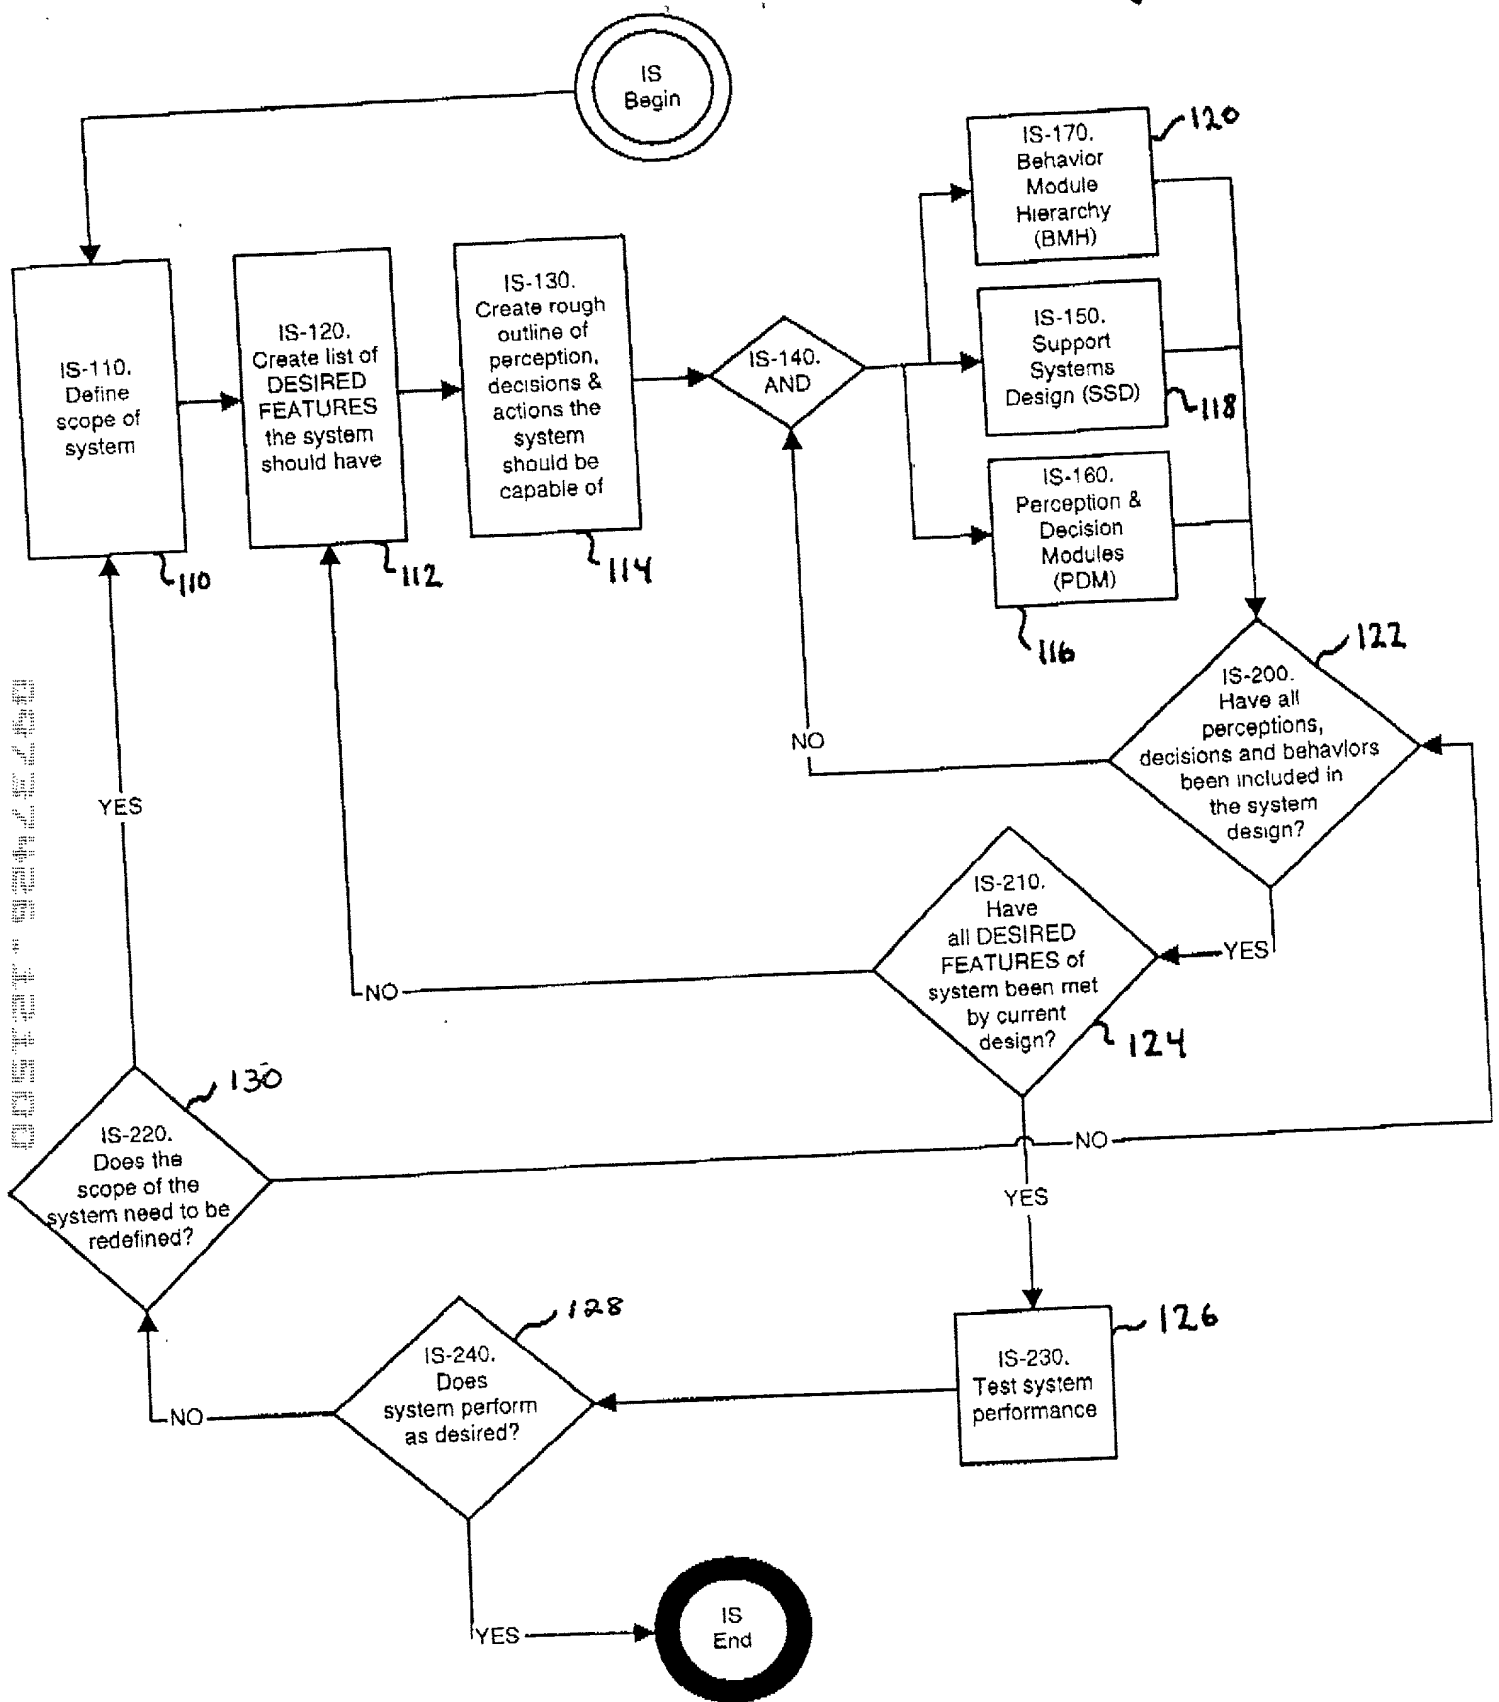 IS
Begin
IS-110.
Define
scope of
system
110
IS-120.
Create list of
DESIRED
FEATURES
the system
should have
112
IS-130.
Create rough
outline of
perception,
decisions &
actions the
system
should be
capable of
114
IS-140.
AND
IS-170.
Behavior
Module
Hierarchy
(BMH)
120
IS-150.
Support
Systems
Design (SSD)
118
IS-160.
Perception &
Decision
Modules
(PDM)
116
IS-200.
Have all
perceptions,
decisions and behaviors
been included in
the system
design?
122
NO
YES
IS-210.
Have
all DESIRED
FEATURES of
system been met
by current
design?
124
NO
YES
YES
IS-220.
Does the
scope of the
system need to be
redefined?
130
NO
IS-230.
Test system
performance
126
IS-240.
Does
system perform
as desired?
128
NO
YES
IS
End